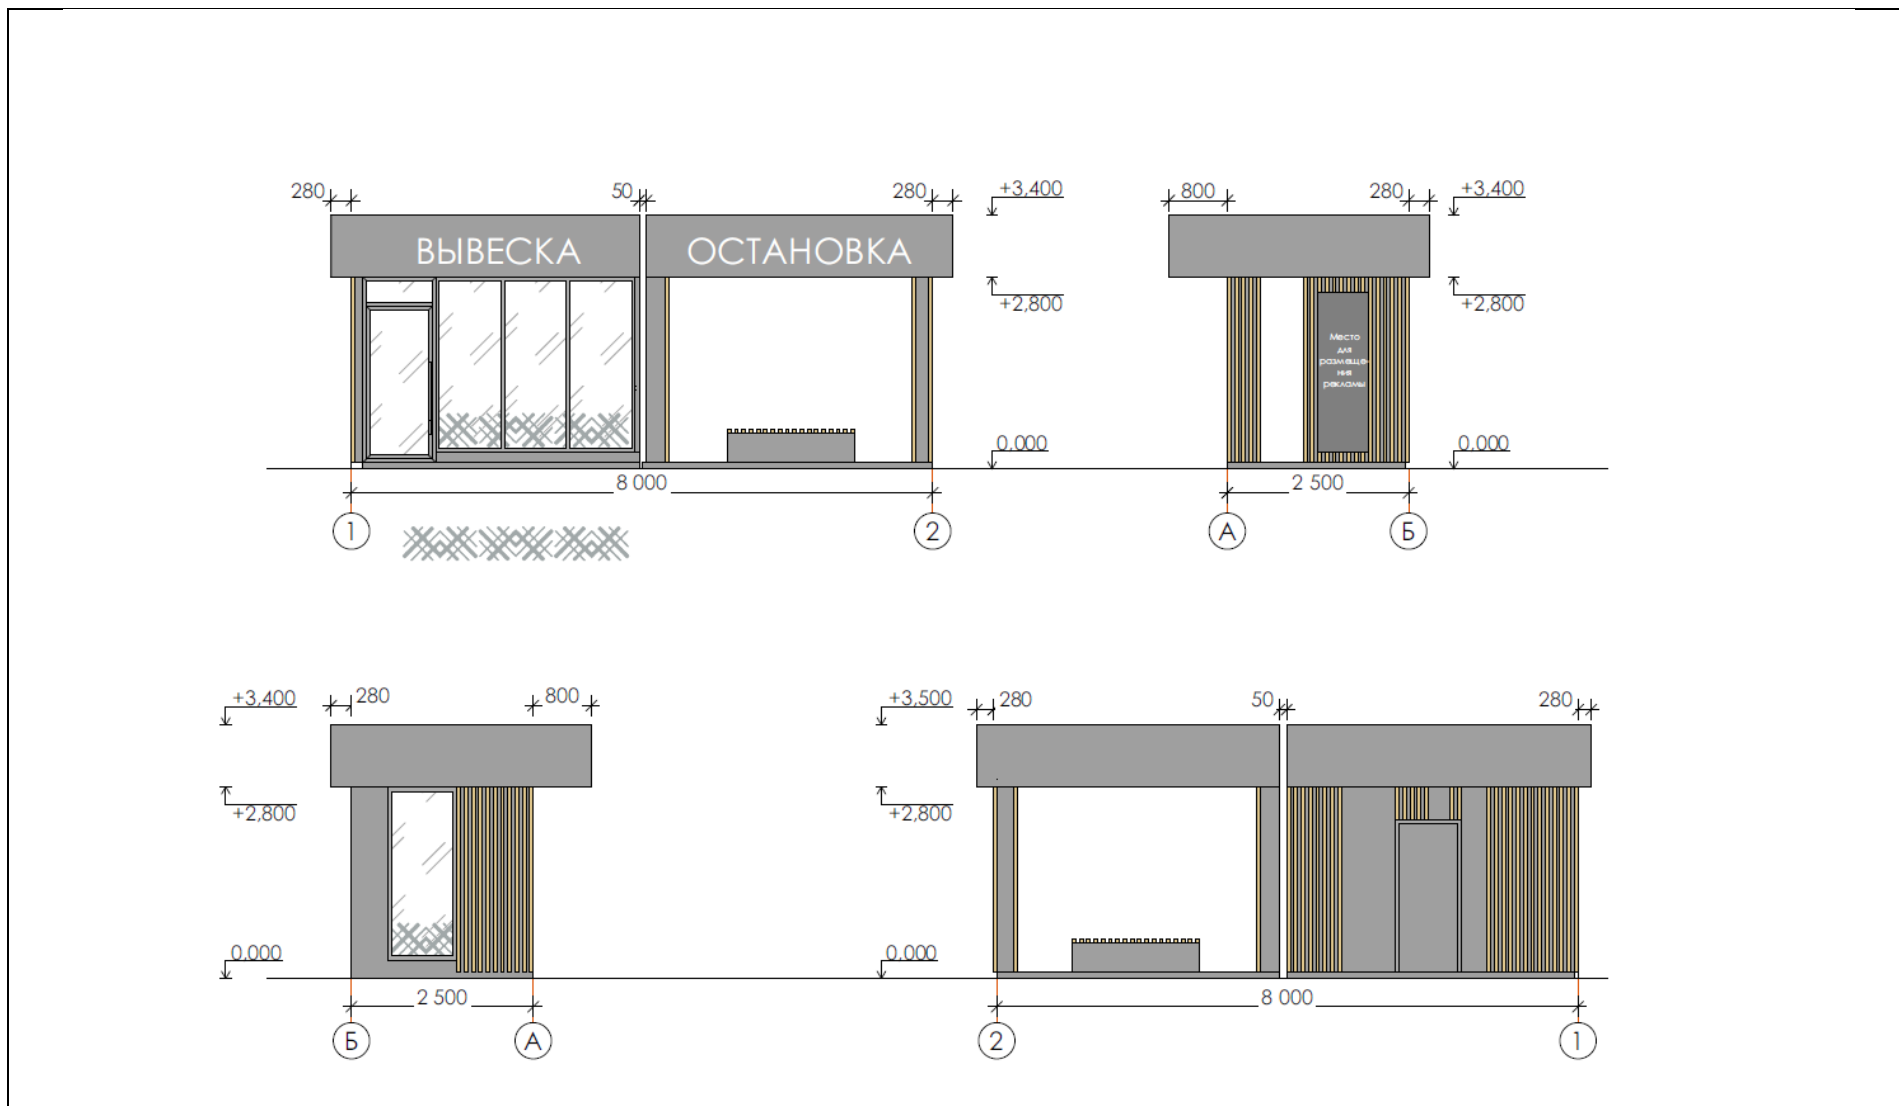 280 50 280 +3,400
ВЫВЕСКА ОСТАНОВКА
+2,800
0,000
8 000
1 2
800 280 +3,400
+2,800
Место
для
размеще-
ния
рекламы
0,000
2 500
А Б
+3,400 280 800
+2,800
0,000
2 500
Б А
+3,500 280 50 280
+2,800
0,000
8 000
2 1